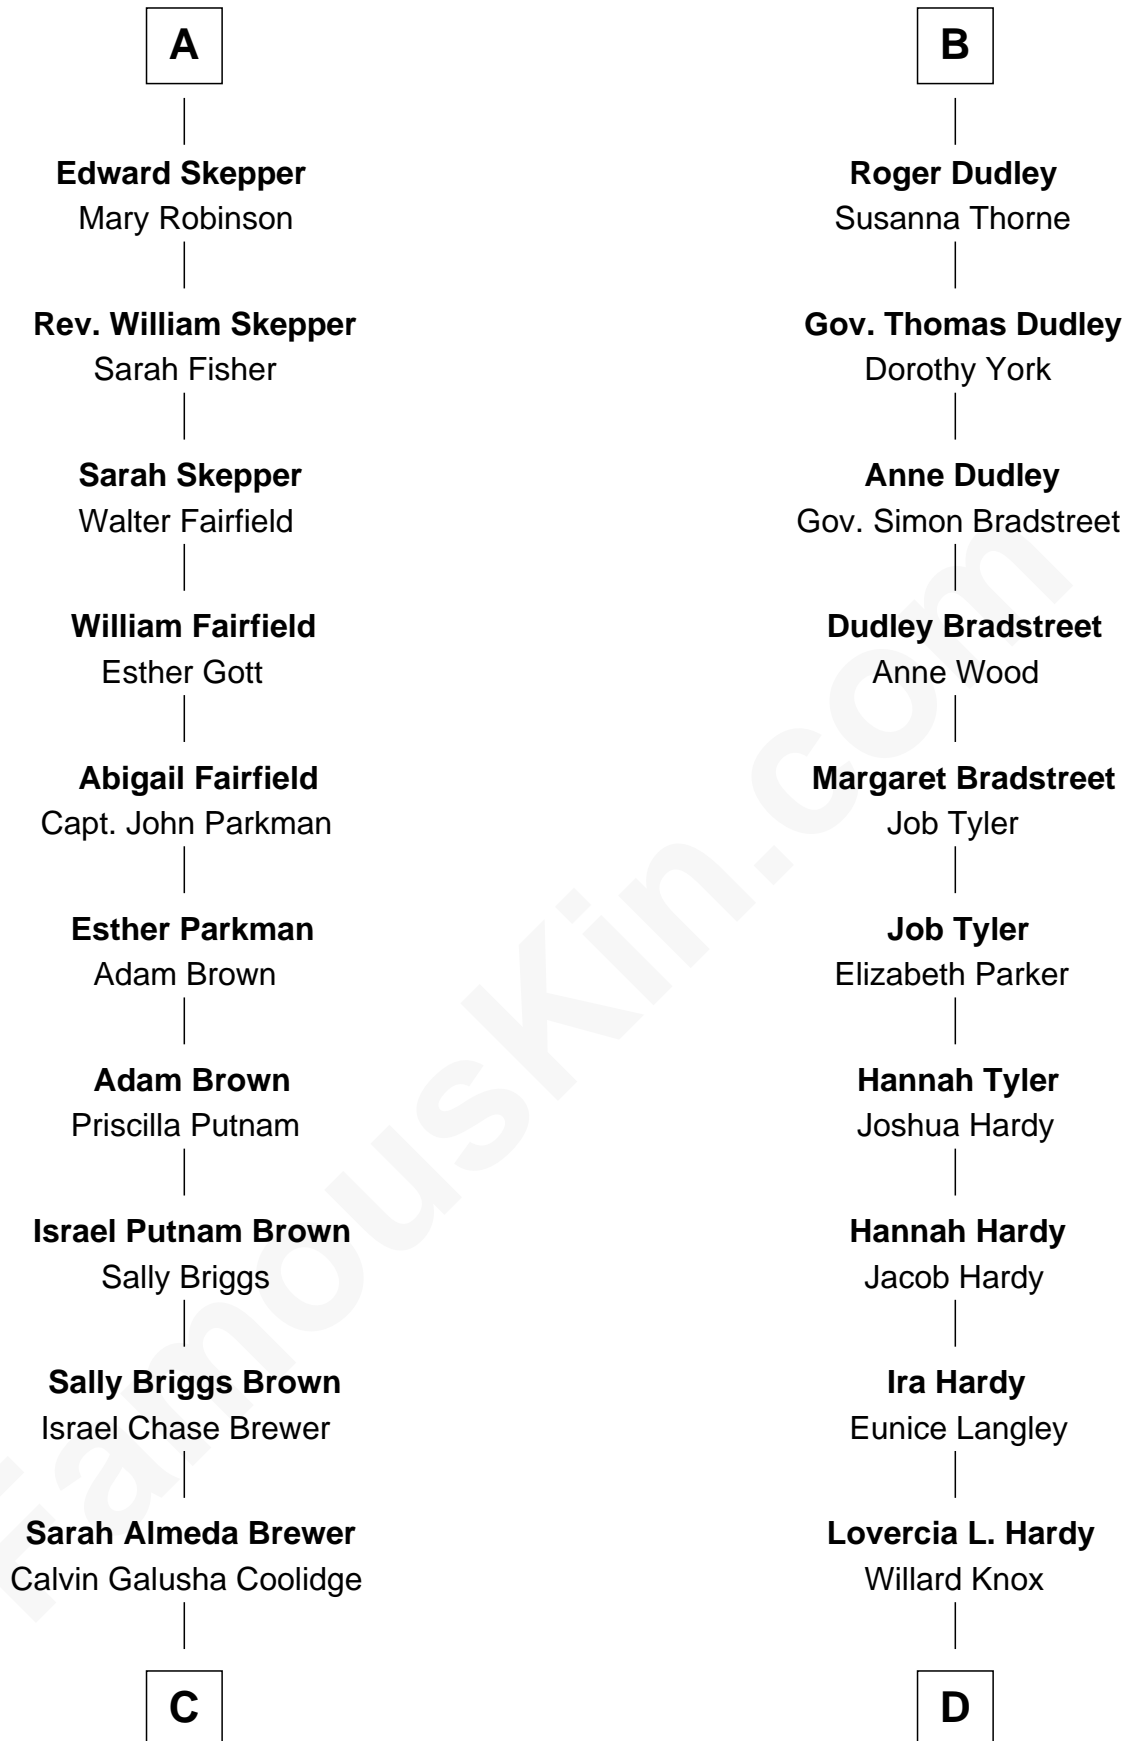 A
Edward Skepper
Mary Robinson
Rev. William Skepper
Sarah Fisher
Sarah Skepper
Walter Fairfield
William Fairfield
Esther Gott
Abigail Fairfield
Capt. John Parkman
Esther Parkman
Adam Brown
Adam Brown
Priscilla Putnam
Israel Putnam Brown
Sally Briggs
Sally Briggs Brown
Israel Chase Brewer
Sarah Almeda Brewer
Calvin Galusha Coolidge
C
B
Roger Dudley
Susanna Thorne
Gov. Thomas Dudley
Dorothy York
Anne Dudley
Gov. Simon Bradstreet
Dudley Bradstreet
Anne Wood
Margaret Bradstreet
Job Tyler
Job Tyler
Elizabeth Parker
Hannah Tyler
Joshua Hardy
Hannah Hardy
Jacob Hardy
Ira Hardy
Eunice Langley
Lovercia L. Hardy
Willard Knox
D
FamousKin.com